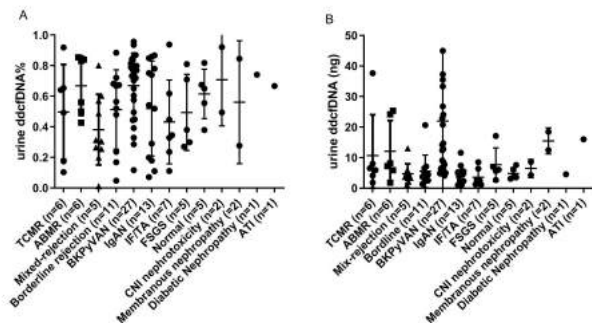 A
urine ddcfDNA%
1.0
0.8
0.6
0.4
0.2
0.0
TCMR (n=6)
ABMR (n=6)
Mixed-rejection (n=5)
Borderline rejection (n=11)
BKPyVAN (n=27)
IgAN (n=13)
IF/TA (n=7)
FSGS (n=5)
Normal (n=5)
CNI nephrotoxicity (n=2)
Membranous nephropathy (n=2)
Diabetic Nephropathy (n=1)
ATI (n=1)
B
urine ddcfDNA (ng)
50
40
30
20
10
0
TCMR (n=6)
ABMR (n=6)
Mix-rejection (n=5)
Bordline (n=11)
BKPyVAN (n=27)
IgAN (n=13)
IF/TA (n=7)
FSGS (n=5)
Normal (n=5)
CNI nephrotoxicity (n=2)
Membranous nephropathy (n=2)
Diabetic Nephropathy (n=1)
ATI (n=1)